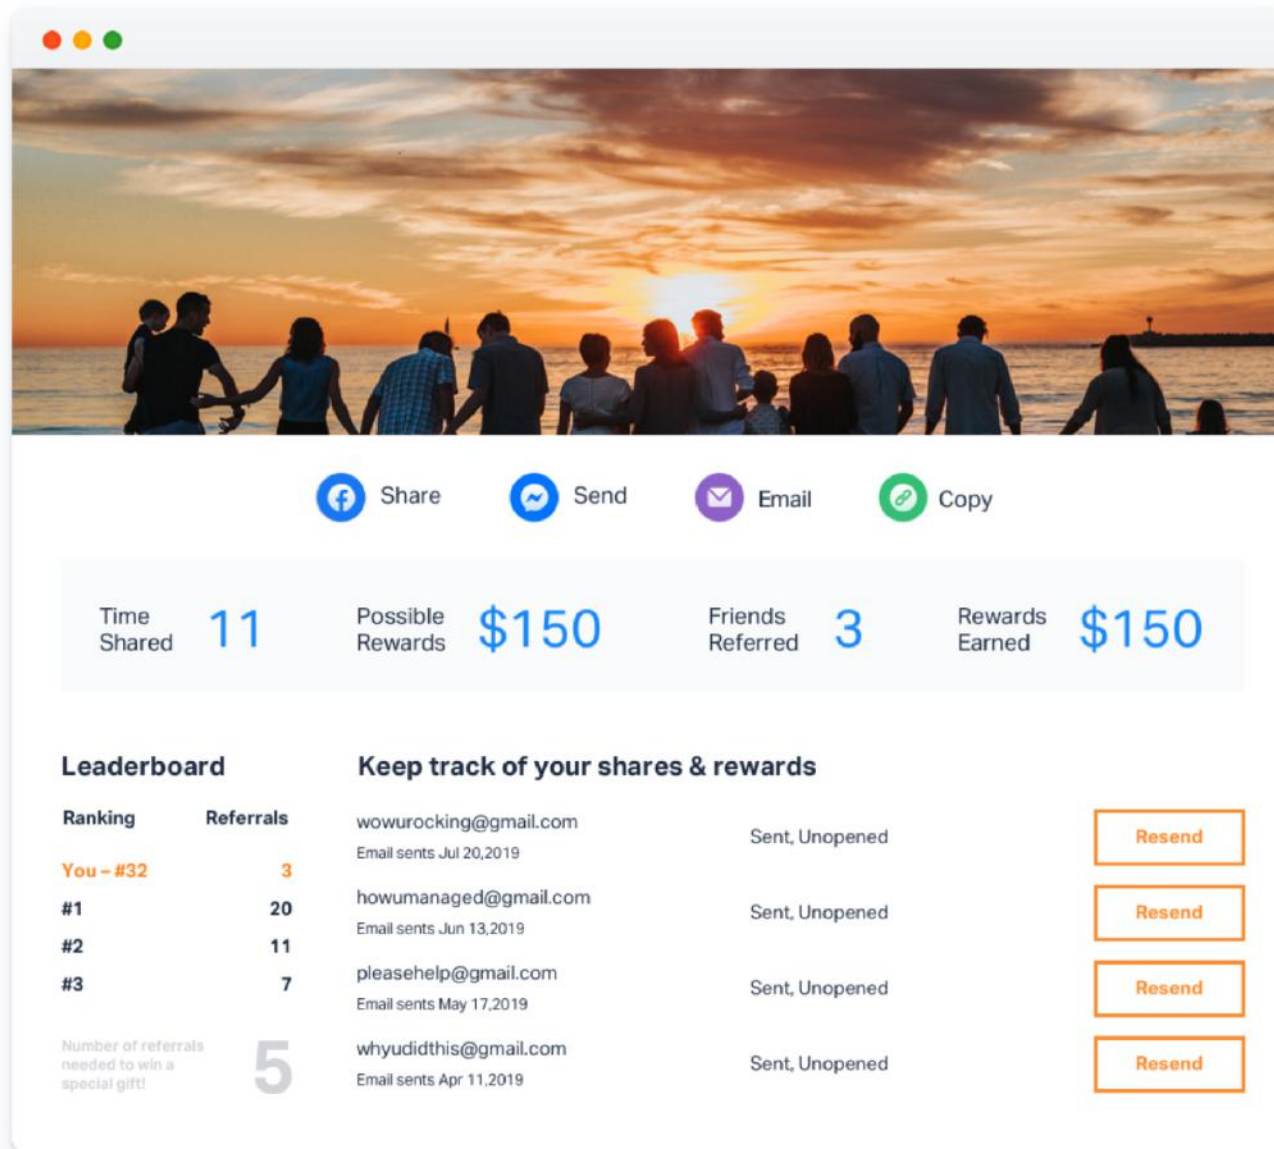 Share
Send
Email
Copy
Time
Shared
11
Possible
Rewards
$150
Friends
Referred
3
Rewards
Earned
$150
Leaderboard
Ranking Referrals
You – #32 3
#1 20
#2 11
#3 7
Number of referrals
needed to win a
special gift!
5
Keep track of your shares & rewards
wowurocking@gmail.com
Email sents Jul 20,2019
Sent, Unopened
Resend
howumanaged@gmail.com
Email sents Jun 13,2019
Sent, Unopened
Resend
pleasehelp@gmail.com
Email sents May 17,2019
Sent, Unopened
Resend
whyudidthis@gmail.com
Email sents Apr 11,2019
Sent, Unopened
Resend